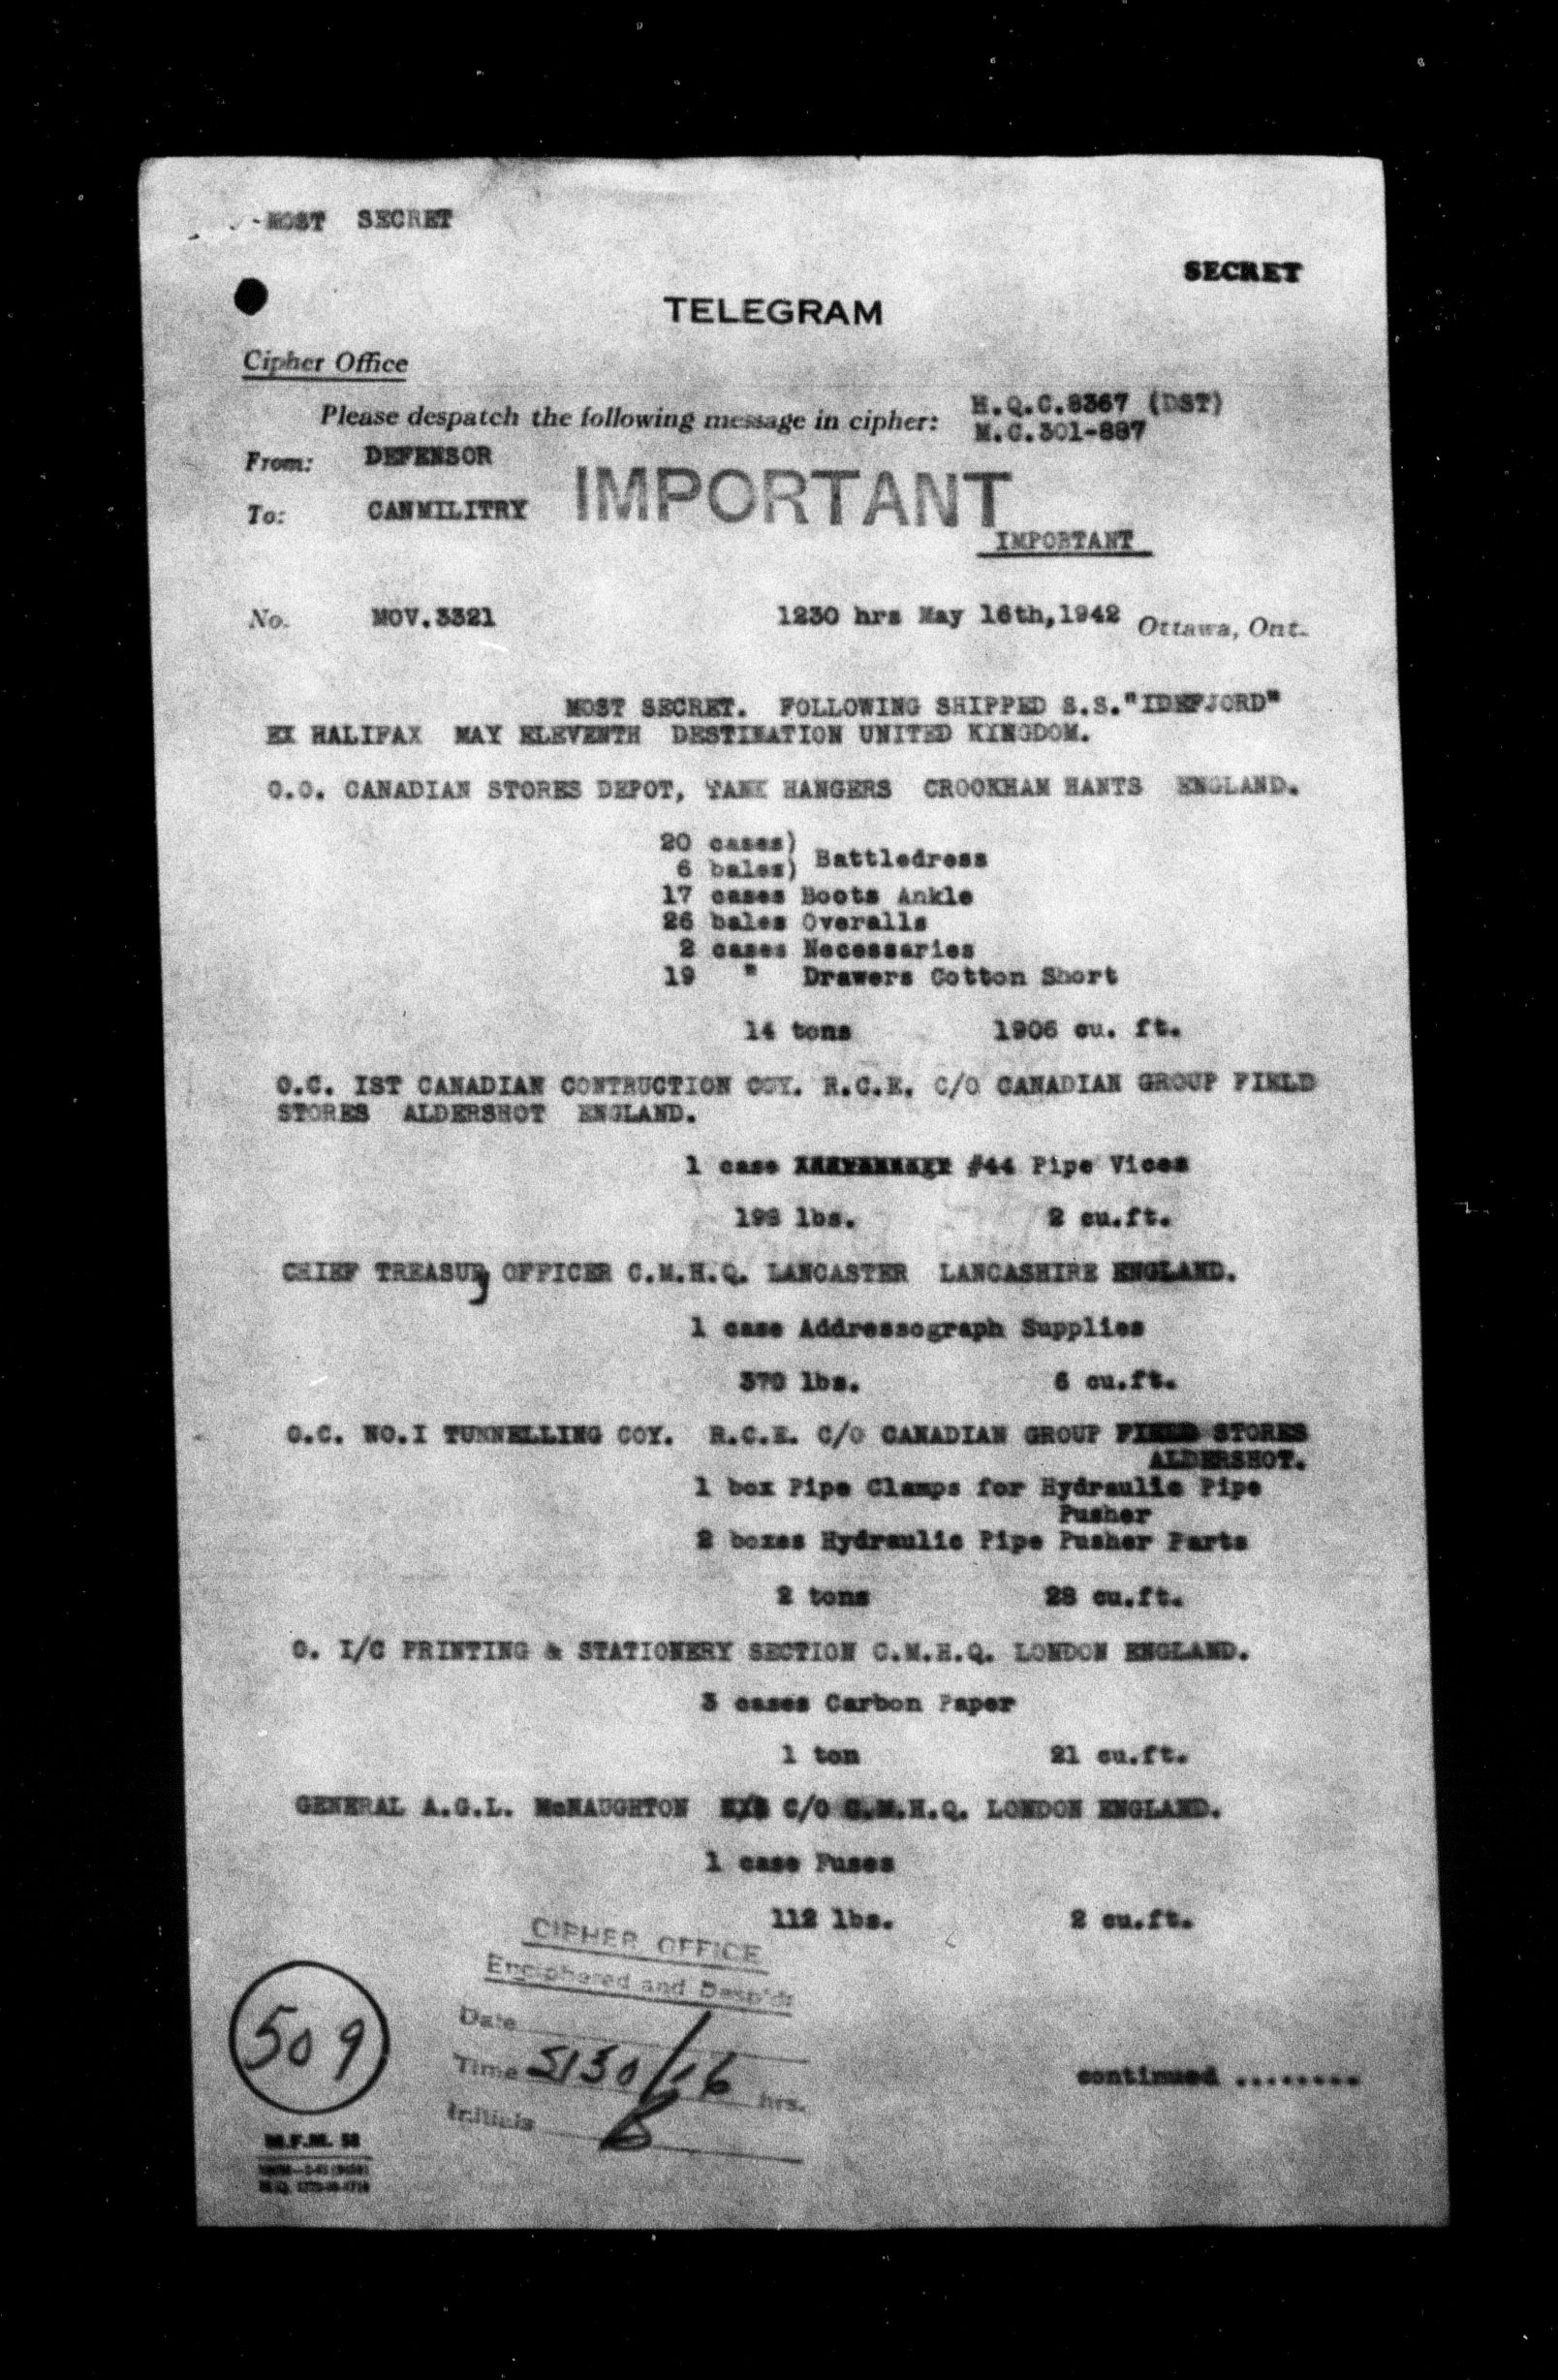 MOST SECRET
SECRET
TELEGRAM
Cipher Office
Please despatch the following message in cipher: H.Q.C.8367 (DST)
M.C.301-887
From: DEFENSOR
To: CANMILITRY IMPORTANT
IMPORTANT
No. MOV.3321 1230 hrs May 16th,1942 Ottawa, Ont.
MOST SECRET. FOLLOWING SHIPPED S.S."IDEFJORD"
EX HALIFAX MAY ELEVENTH DESTINATION UNITED KINGDOM.
O.C. CANADIAN STORES DEPOT, TANK HANGERS CROOKHAM HANTS ENGLAND.
20 cases)
6 bales) Battledress
17 cases Boots Ankle
26 bales Overalls
2 cases Necessaries
19 " Drawers Cotton Short
14 tons 1906 cu. ft.
O.C. IST CANADIAN CONTRUCTION COY. R.C.E. C/O CANADIAN GROUP FIELD
STORES ALDERSHOT ENGLAND.
1 case #44 Pipe Vices
198 lbs. 2 cu.ft.
CHIEF TREASURy OFFICER C.M.H.Q. LANCASTER LANCASHIRE ENGLAND.
1 case Addressograph Supplies
370 lbs. 6 cu.ft.
O.C. NO.I TUNNELLING COY. R.C.E. C/O CANADIAN GROUP FIELD STORES
ALDERSHOT.
1 box Pipe Clamps for Hydraulic Pipe
Pusher
2 boxes Hydraulic Pipe Pusher Parts
2 tons 28 cu.ft.
O. I/C PRINTING & STATIONERY SECTION C.M.H.Q. LONDON ENGLAND.
3 cases Carbon Paper
1 ton 21 cu.ft.
GENERAL A.G.L. McNAUGHTON C/O C.M.H.Q. LONDON ENGLAND.
1 case Fuses
112 lbs. 2 cu.ft.
CIPHER OFFICE
Enciphered and Desp'd:
Date
Time 5130/16 hrs.
Initials
509
continued ........
M.F.M. 58